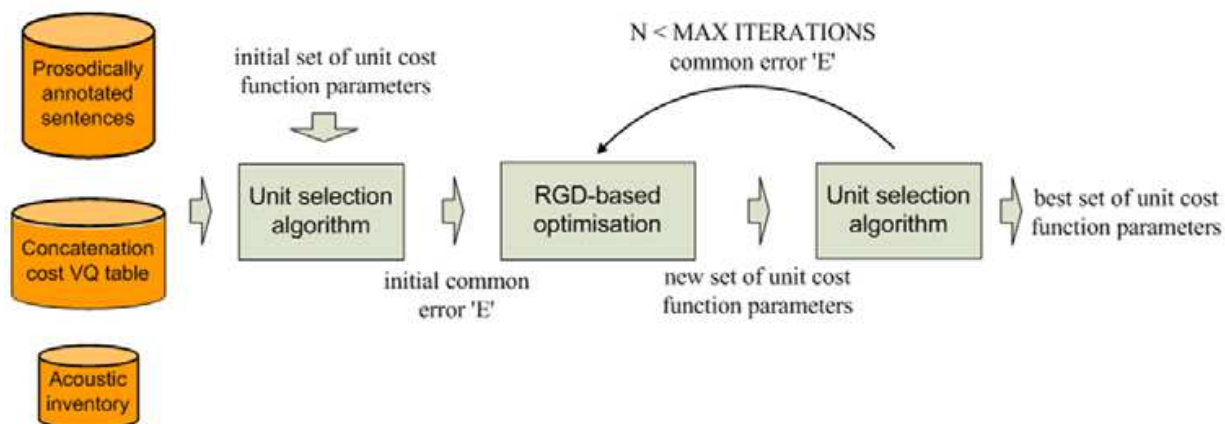 Prosodically
annotated
sentences
Concatenation
cost VQ table
Acoustic
inventory
initial set of unit cost
function parameters
Unit selection
algorithm
initial common
error 'E'
RGD-based
optimisation
N < MAX ITERATIONS
common error 'E'
new set of unit cost
function parameters
Unit selection
algorithm
best set of unit cost
function parameters